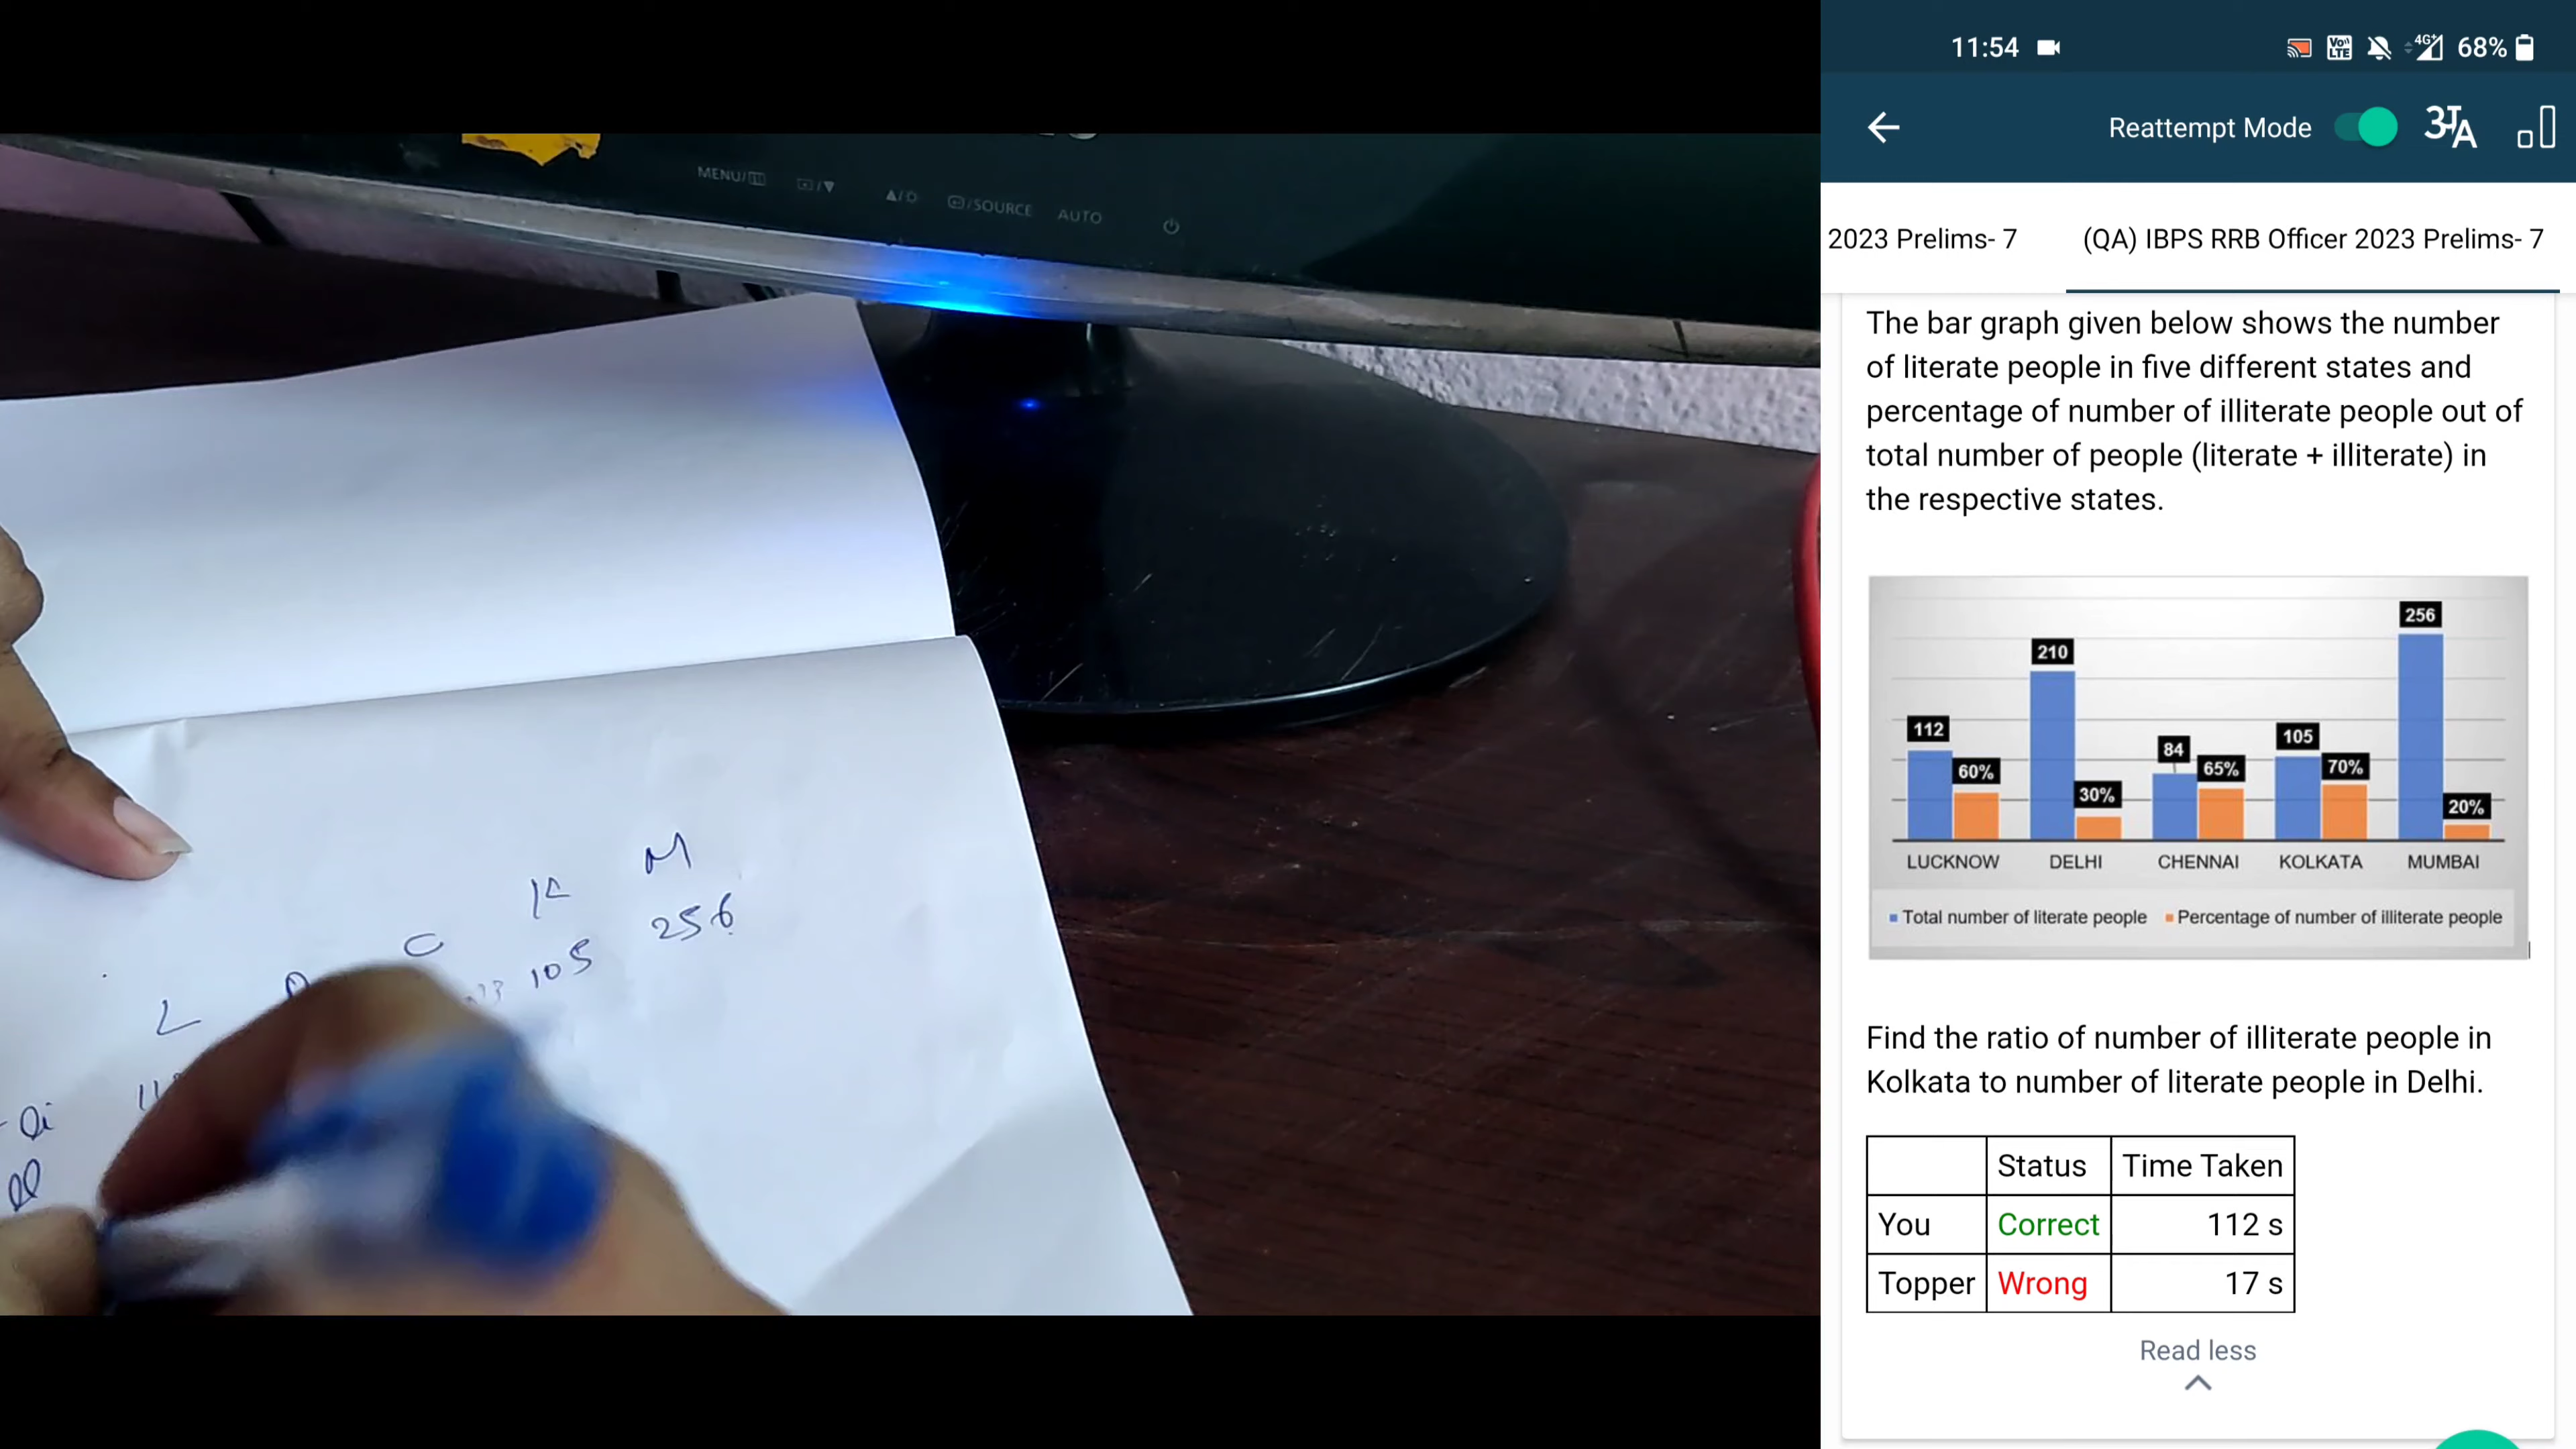 MENU/
AUTO
/SOURCE
L
C
K
M
105
256
11:54
Vo))
LTE
4G+
68%
Reattempt Mode
अA
2023 Prelims- 7
(QA) IBPS RRB Officer 2023 Prelims- 7
The bar graph given below shows the number
of literate people in five different states and
percentage of number of illiterate people out of
total number of people (literate + illiterate) in
the respective states.
256
210
112
105
84
60%
65%
70%
30%
20%
LUCKNOW DELHI CHENNAI KOLKATA MUMBAI
Total number of literate people Percentage of number of illiterate people
Find the ratio of number of illiterate people in
Kolkata to number of literate people in Delhi.
Status Time Taken
You Correct 112 s
Topper Wrong 17 s
Read less